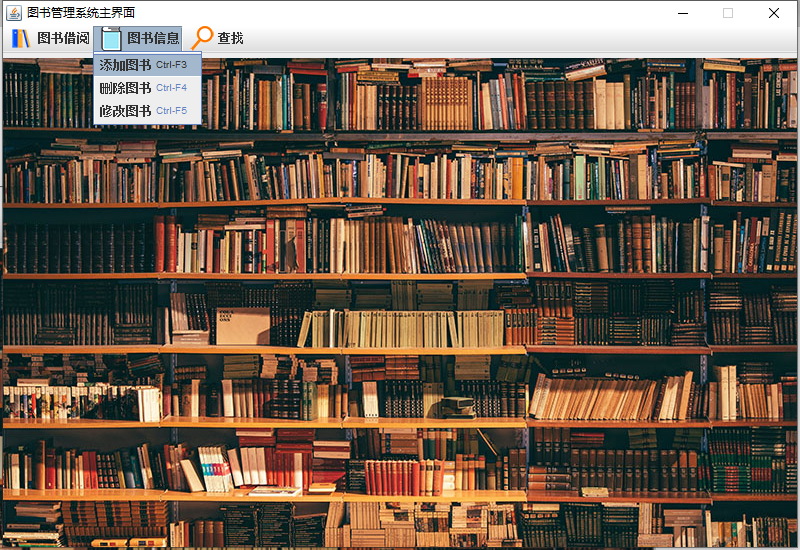 图书管理系统主界面
图书借阅 图书信息 查找
添加图书 Ctrl-F3
删除图书 Ctrl-F4
修改图书 Ctrl-F5